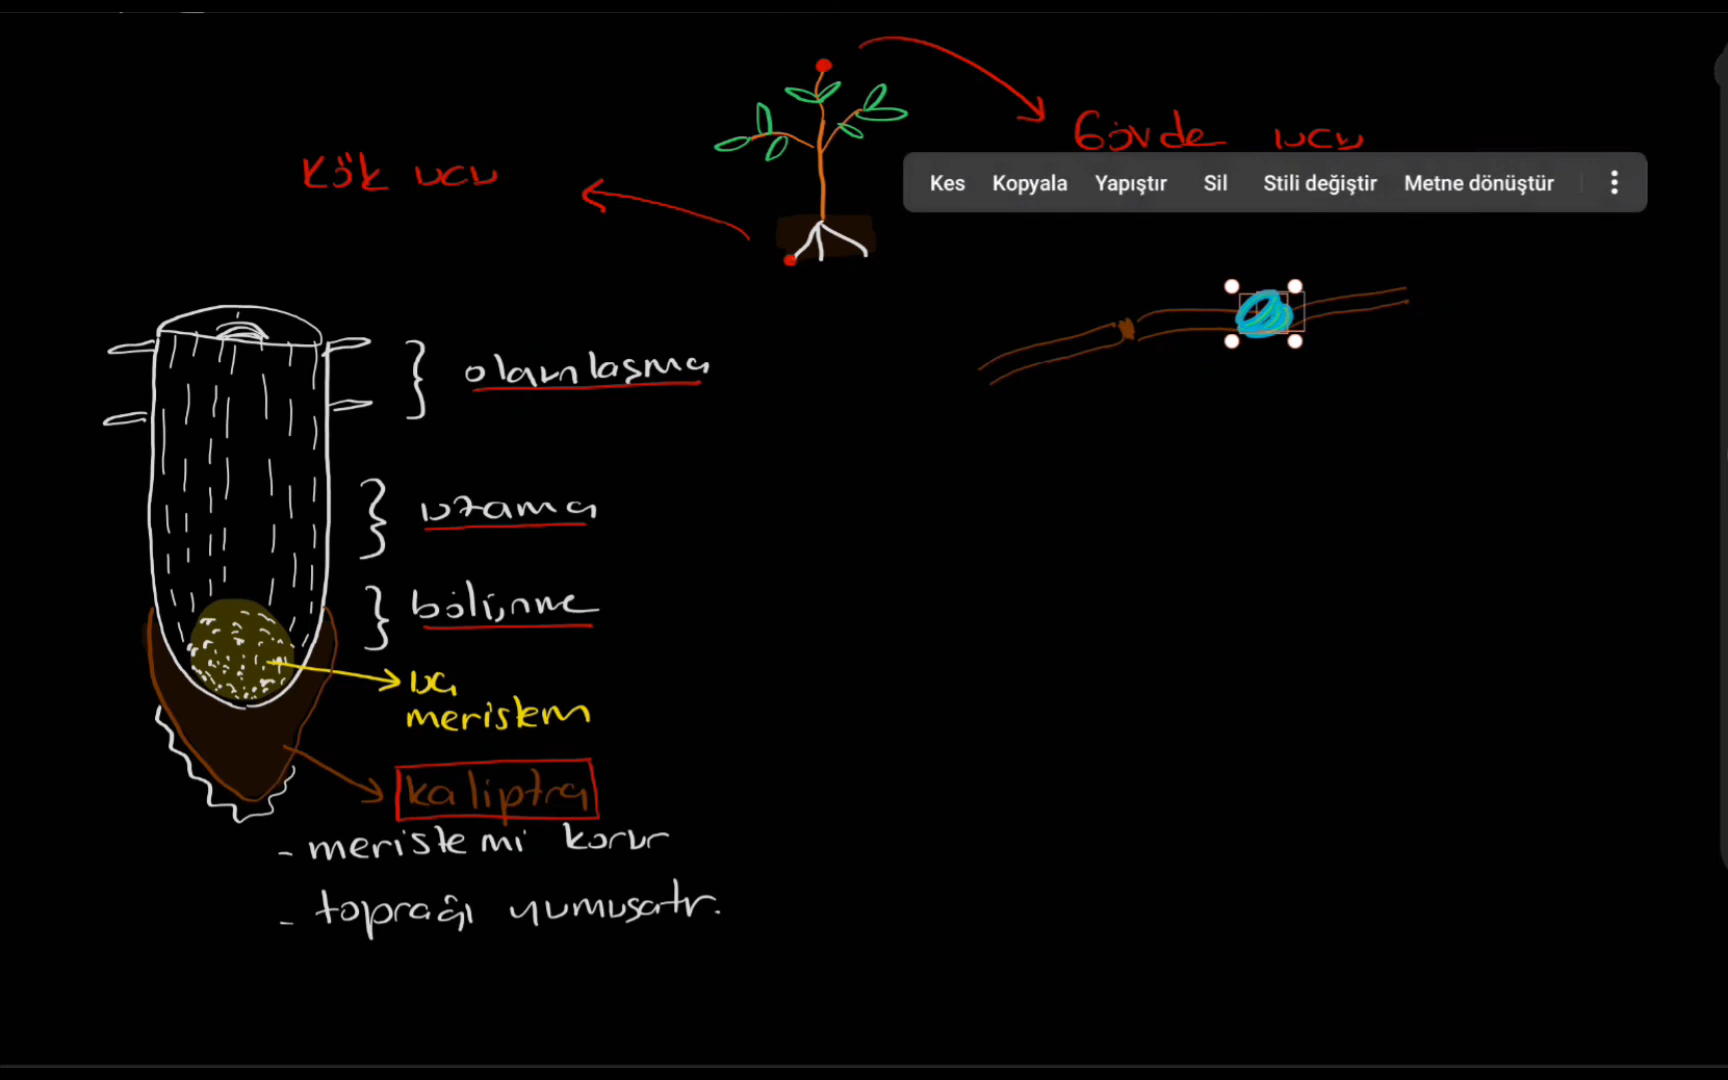 Gövde ucu
Kök ucu
Kes Kopyala Yapıştır Sil Stili değiştir Metne dönüştür
olgunlaşma
uzama
bölünme
uç
meristem
kaliptra
- meristemi korur
- toprağı yumuşatır.